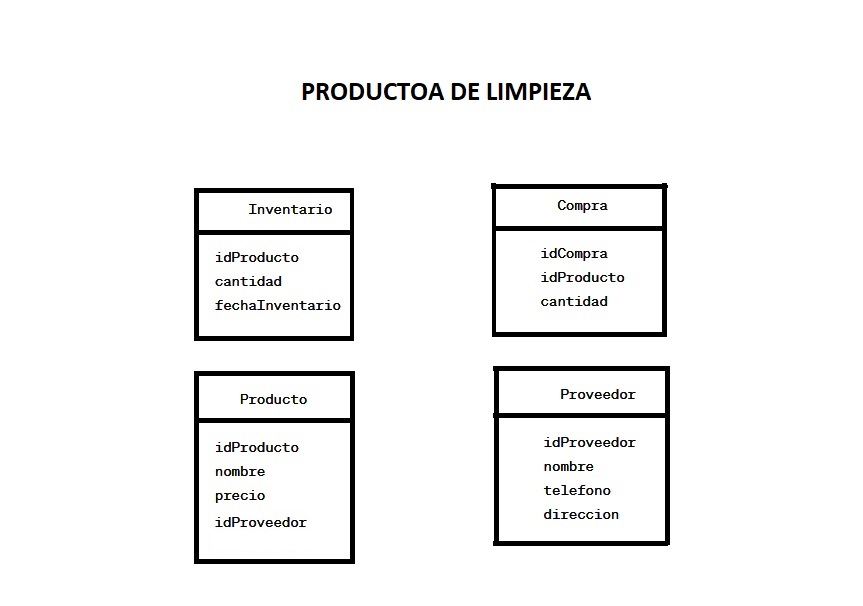 PRODUCTOA DE LIMPIEZA
Inventario
idProducto
cantidad
fechaInventario
Compra
idCompra
idProducto
cantidad
Producto
idProducto
nombre
precio
idProveedor
Proveedor
idProveedor
nombre
telefono
direccion